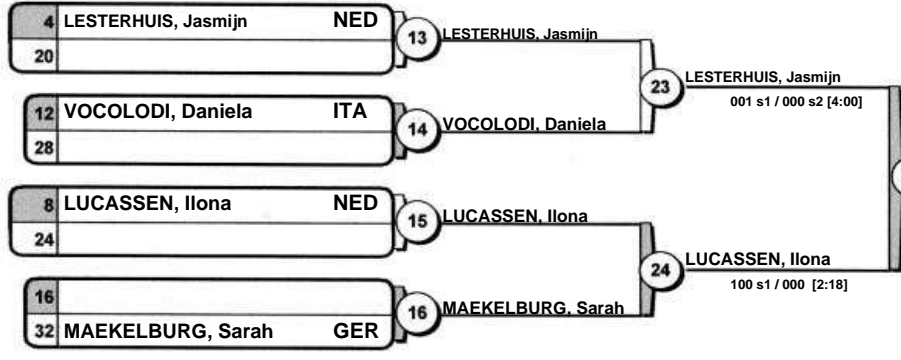 4 LESTERHUIS, Jasmijn NED
20
13 LESTERHUIS, Jasmijn
12 VOCOLODI, Daniela ITA
28
14 VOCOLODI, Daniela
23 LESTERHUIS, Jasmijn
001 s1 / 000 s2 [4:00]
8 LUCASSEN, Ilona NED
24
15 LUCASSEN, Ilona
16
32 MAEKELBURG, Sarah GER
16 MAEKELBURG, Sarah
24 LUCASSEN, Ilona
100 s1 / 000 [2:18]